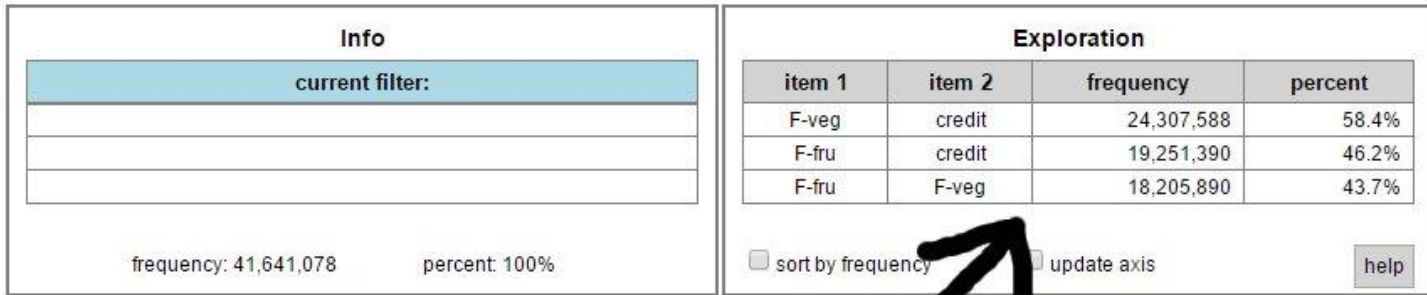 Info
current filter:
frequency: 41,641,078 percent: 100%
Exploration
item 1 item 2 frequency percent
F-veg credit 24,307,588 58.4%
F-fru credit 19,251,390 46.2%
F-fru F-veg 18,205,890 43.7%
sort by frequency update axis help